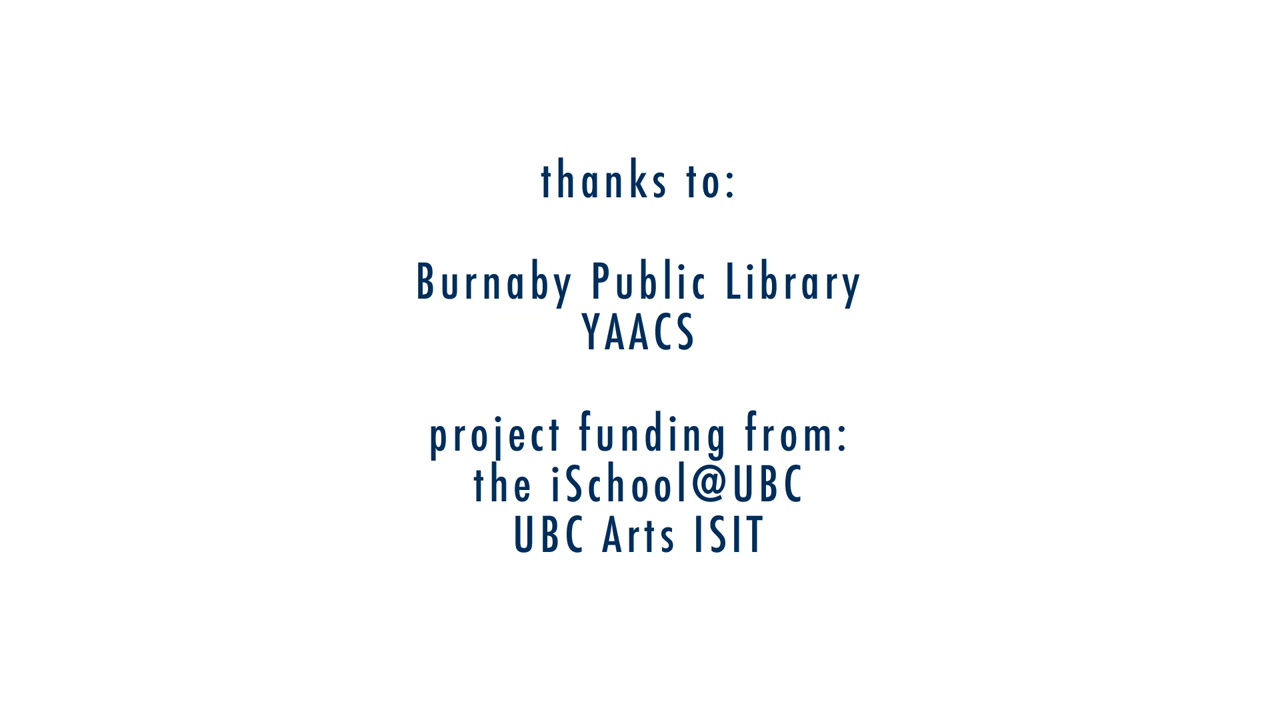 thanks to:
Burnaby Public Library
YAACS
project funding from:
the iSchool@UBC
UBC Arts ISIT